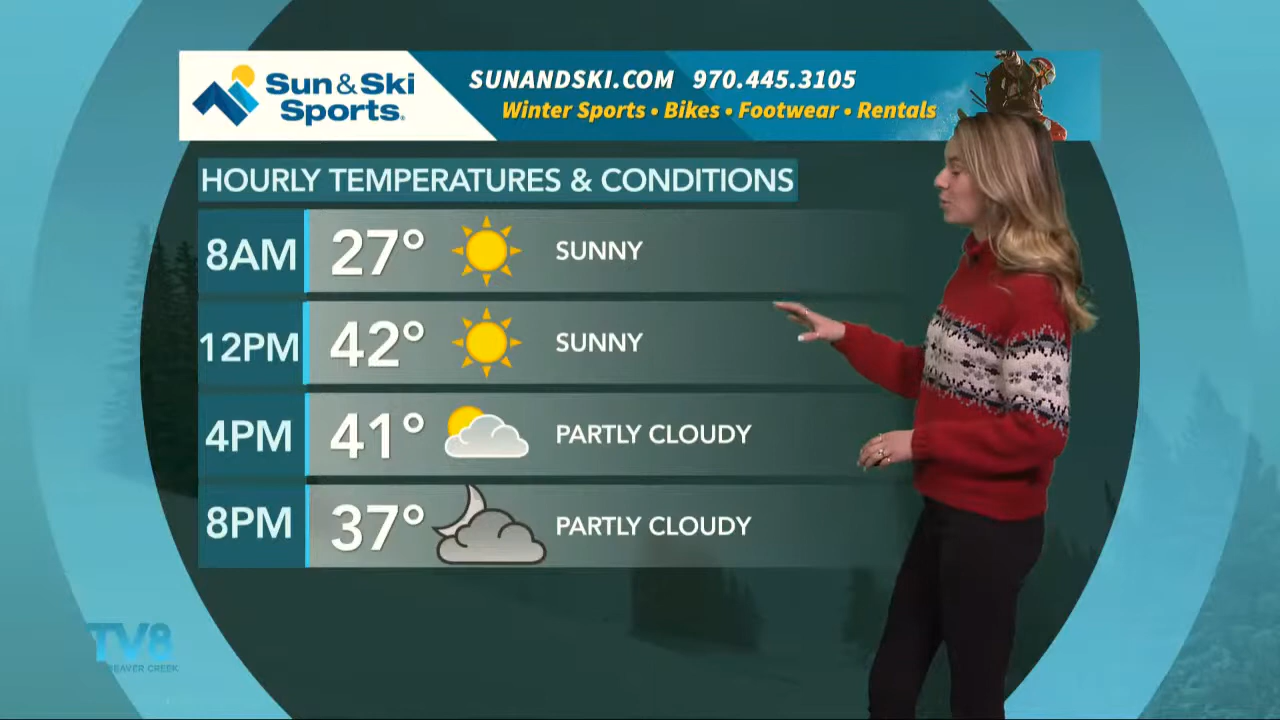 Sun & Ski
Sports
SUNANDSKI.COM 970.445.3105
Winter Sports • Bikes • Footwear • Rentals
HOURLY TEMPERATURES & CONDITIONS
8AM 27° SUNNY
12PM 42° SUNNY
4PM 41° PARTLY CLOUDY
8PM 37° PARTLY CLOUDY
TV8
BEAVER CREEK